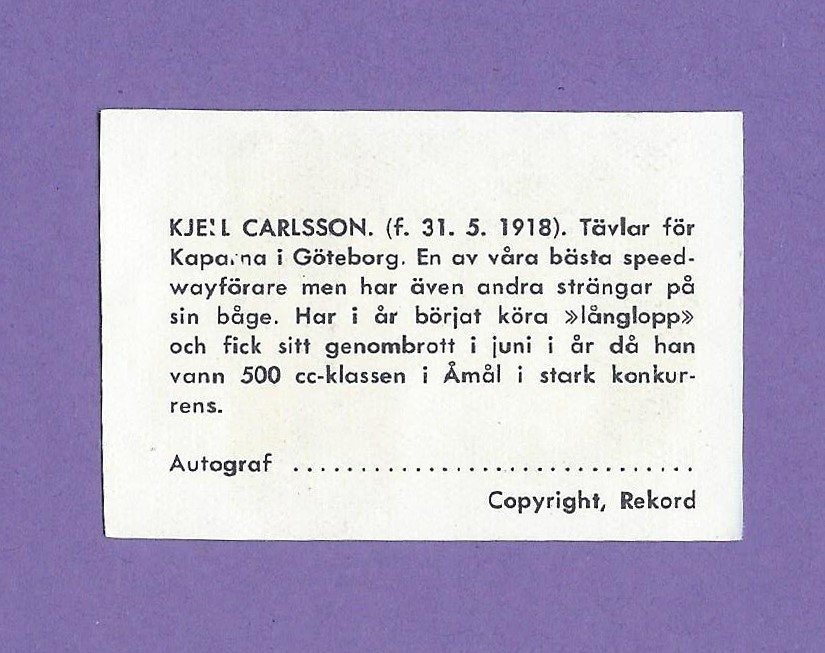 KJELL CARLSSON. (f. 31. 5. 1918). Tävlar för
Kaparna i Göteborg. En av våra bästa speed-
wayförare men har även andra strängar på
sin båge. Har i år börjat köra »långlopp»
och fick sitt genombrott i juni i år då han
vann 500 cc-klassen i Åmål i stark konkur-
rens.
Autograf ..............................
Copyright, Rekord